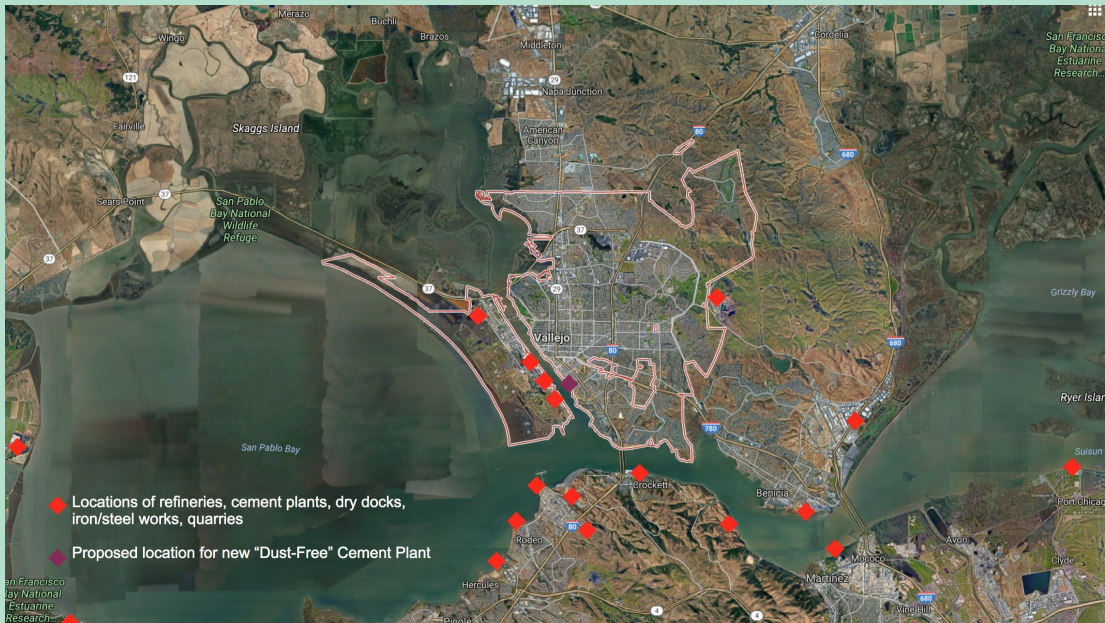 Merazo
Buchli
Wingo
Brazos
Middleton
Cordelia
San Francisco
Bay National
Estuarine
Research...
121
29
Napa Junction
Fairville
Skaggs Island
American
Canyon
80
680
37
Sears Point
San Pablo
Bay National
Wildlife
Refuge
37
37
37
29
Grizzly Bay
Vallejo
80
680
Ryer Islan
780
San Pablo Bay
Suisun
Crockett
Benicia
Port Chicag
Locations of refineries, cement plants, dry docks,
iron/steel works, quarries
80
Rodeo
Avon
Proposed location for new “Dust-Free” Cement Plant
Mococo
Clyde
Hercules
Martinez
San Francisco
Bay National
Estuarine
Research...
680
4
4
Vine Hill
Pinole